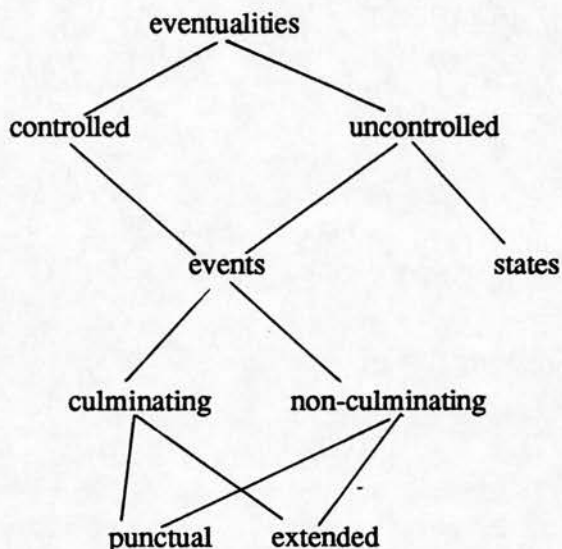 eventualities
controlled uncontrolled
events states
culminating non-culminating
punctual extended